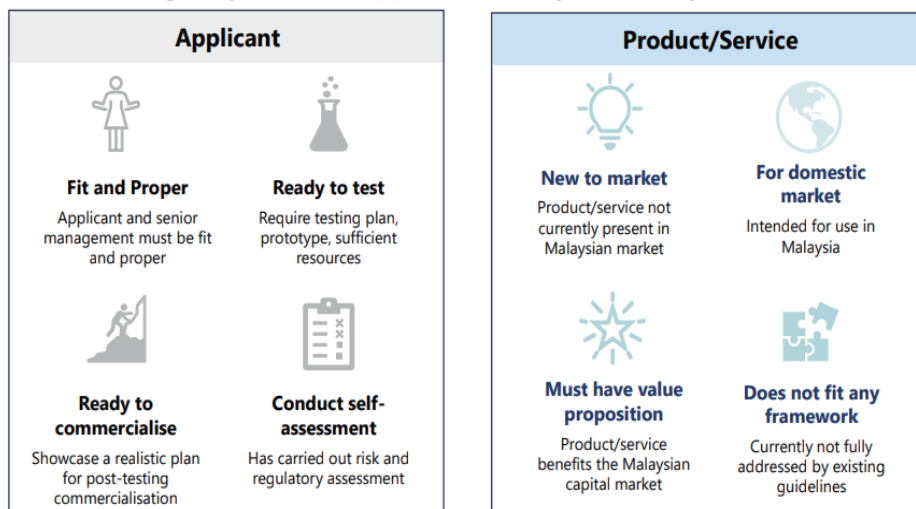 Applicant
Fit and Proper
Applicant and senior
management must be fit
and proper
Ready to test
Require testing plan,
prototype, sufficient
resources
Ready to
commercialise
Showcase a realistic plan
for post-testing
commercialisation
Conduct self-
assessment
Has carried out risk and
regulatory assessment
Product/Service
New to market
Product/service not
currently present in
Malaysian market
For domestic
market
Intended for use in
Malaysia
Must have value
proposition
Product/service
benefits the Malaysian
capital market
Does not fit any
framework
Currently not fully
addressed by existing
guidelines